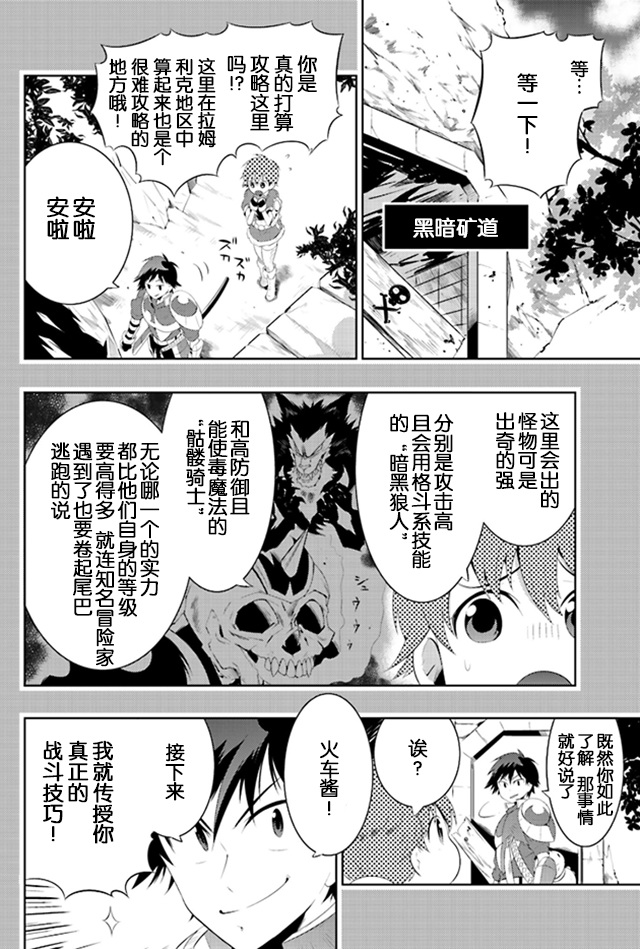 等…
等一下！
黑暗矿道
你是
真的打算
攻略这里
吗!?
这里在拉姆
利克地区中
算起来也是个
很难攻略的
地方哦！
ズカ
ズカ
安啦
安啦
这里会出的
怪物可是
出奇的强
分别是攻击高
且会用格斗系技能
的“暗黑狼人”
和高防御且
能使毒魔法的
“骷髅骑士”
无论哪一个的实力
都比他们自身的等级
要高得多 就连知名冒险家
遇到了也要卷起尾巴
逃跑的说
既然你如此
了解 那事情
就好说了
诶？
火车酱！
接下来
我就传授你
真正的
战斗技巧！